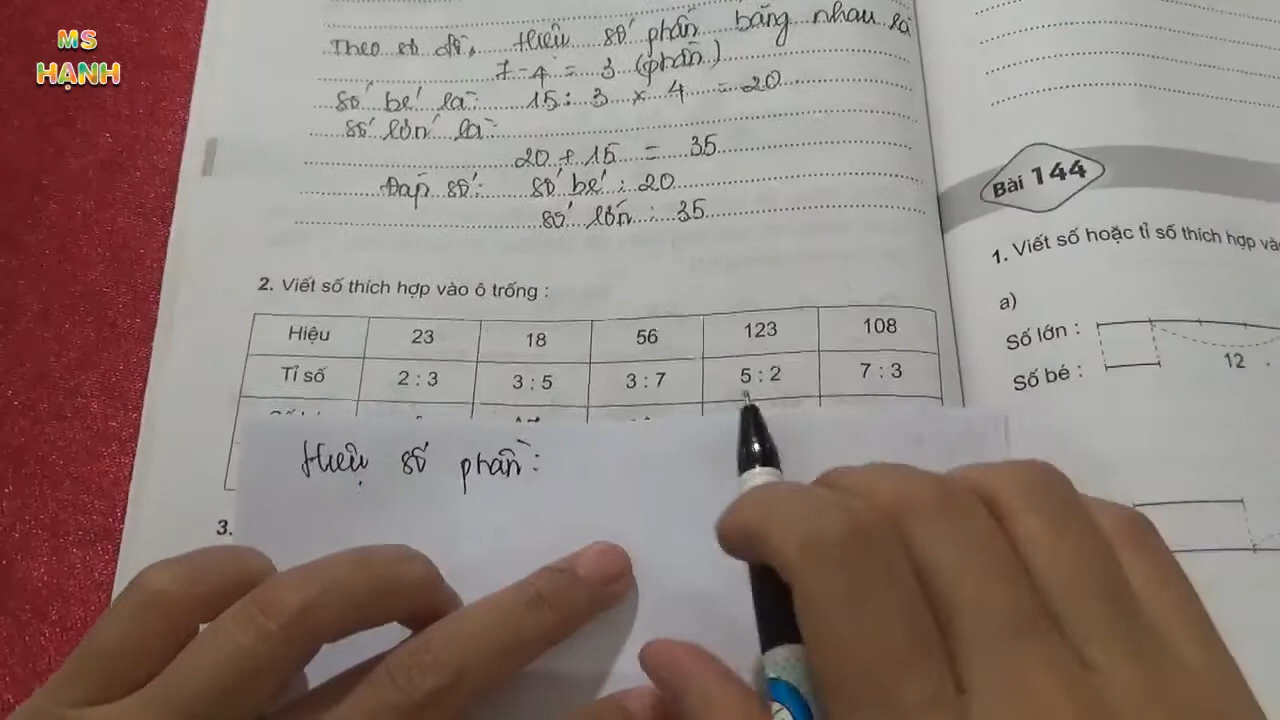 MS
HẠNH
Theo sơ đồ, Hiệu số phần bằng nhau là
7 - 4 = 3 (phần)
Số bé là: 15 : 3 × 4 = 20
Số lớn là:
20 + 15 = 35
Đáp số: Số bé : 20
Số lớn : 35
2. Viết số thích hợp vào ô trống :
Hiệu 23 18 56 123 108
Tỉ số 2 : 3 3 : 5 3 : 7 5 : 2 7 : 3
Hiệu số phần:
3.
Bài 144
1. Viết số hoặc tỉ số thích hợp
a)
Số lớn :
12
Số bé :